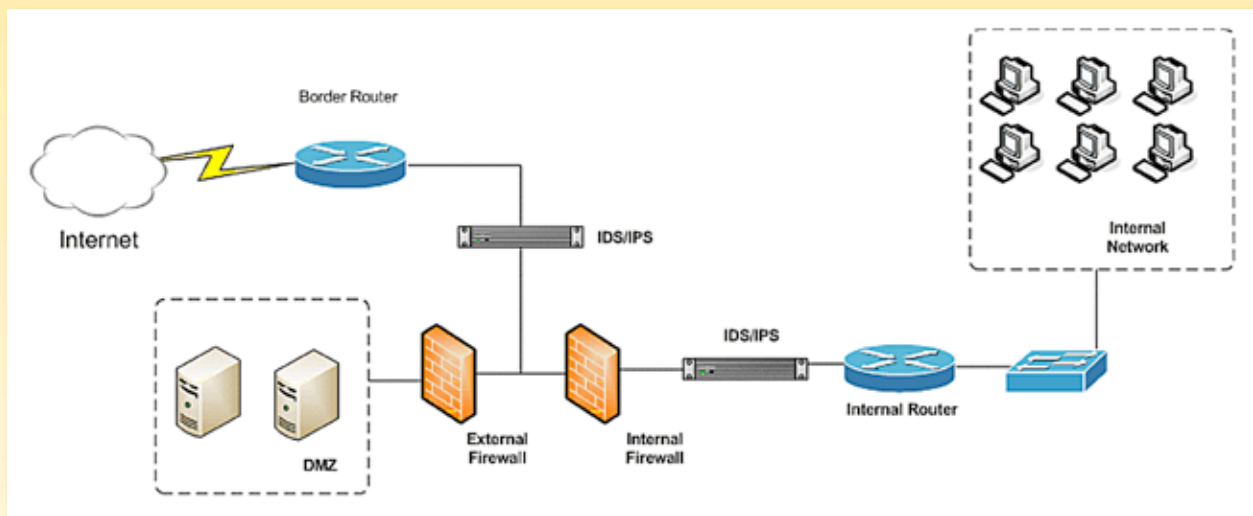 Border Router
Internet
IDS/IPS
Internal
Network
IDS/IPS
Internal Router
External
Firewall
Internal
Firewall
DMZ